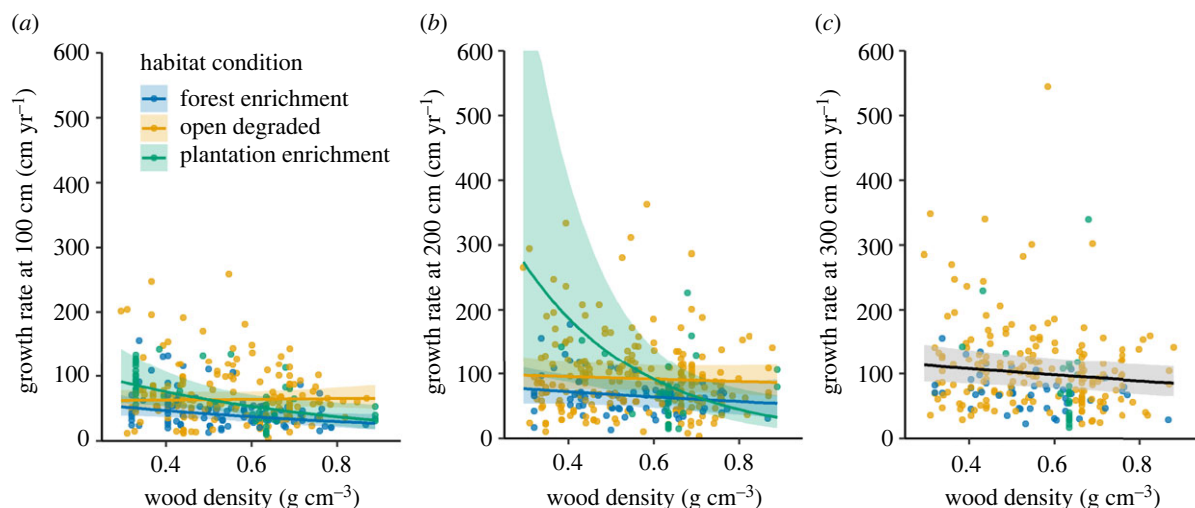 (a)
growth rate at 100 cm (cm yr⁻¹)
600
500
400
300
200
100
0
habitat condition
forest enrichment
open degraded
plantation enrichment
0.4 0.6 0.8
wood density (g cm⁻³)
(b)
growth rate at 200 cm (cm yr⁻¹)
600
500
400
300
200
100
0
0.4 0.6 0.8
wood density (g cm⁻³)
(c)
growth rate at 300 cm (cm yr⁻¹)
600
500
400
300
200
100
0
0.4 0.6 0.8
wood density (g cm⁻³)